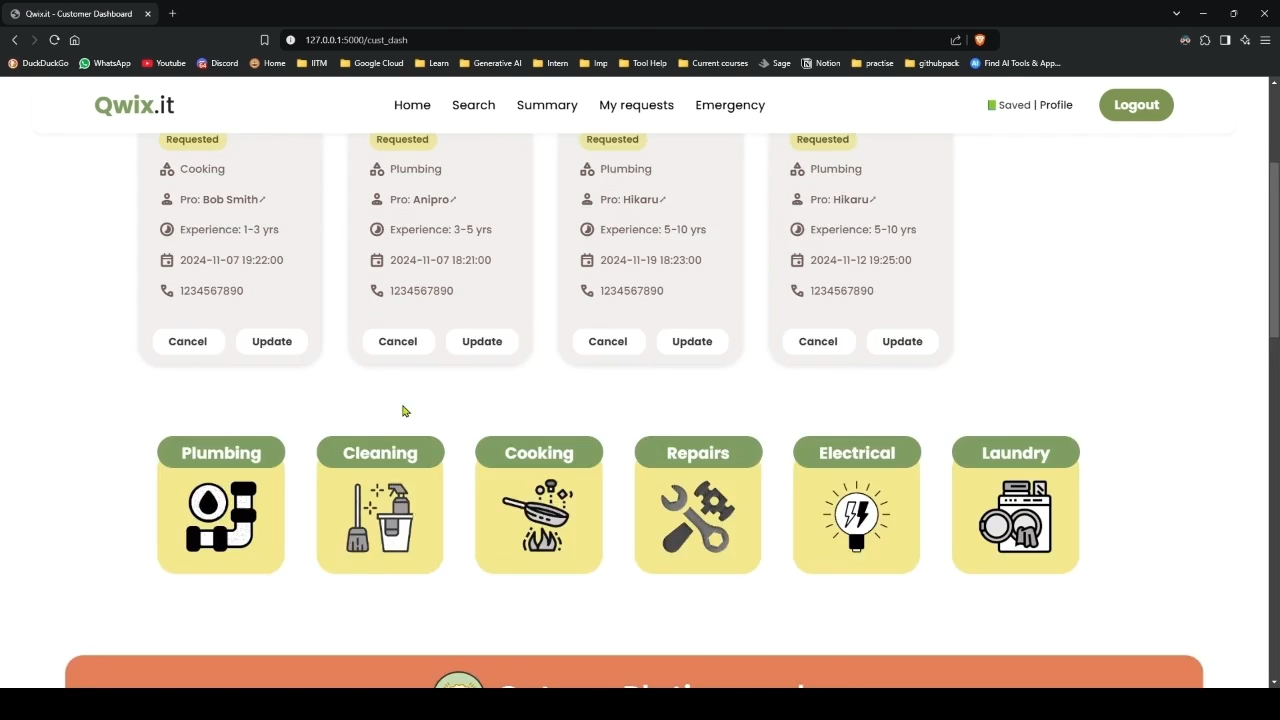 Qwix.it - Customer Dashboard
127.0.0.1:5000/cust_dash
DuckDuckGo WhatsApp Youtube Discord Home IITM Google Cloud Learn Generative AI Intern Imp Tool Help Current courses Sage Notion practise githubpack Find AI Tools & Apps...
Qwix.it Home Search Summary My requests Emergency Saved | Profile Logout
Requested Requested Requested Requested
Cooking Plumbing Plumbing Plumbing
Pro: Bob Smith Pro: Anipro Pro: Hikaru Pro: Hikaru
Experience: 1-3 yrs Experience: 3-5 yrs Experience: 5-10 yrs Experience: 5-10 yrs
2024-11-07 19:22:00 2024-11-07 18:21:00 2024-11-19 18:23:00 2024-11-12 19:25:00
1234567890 1234567890 1234567890 1234567890
Cancel Update Cancel Update Cancel Update Cancel Update
Plumbing Cleaning Cooking Repairs Electrical Laundry